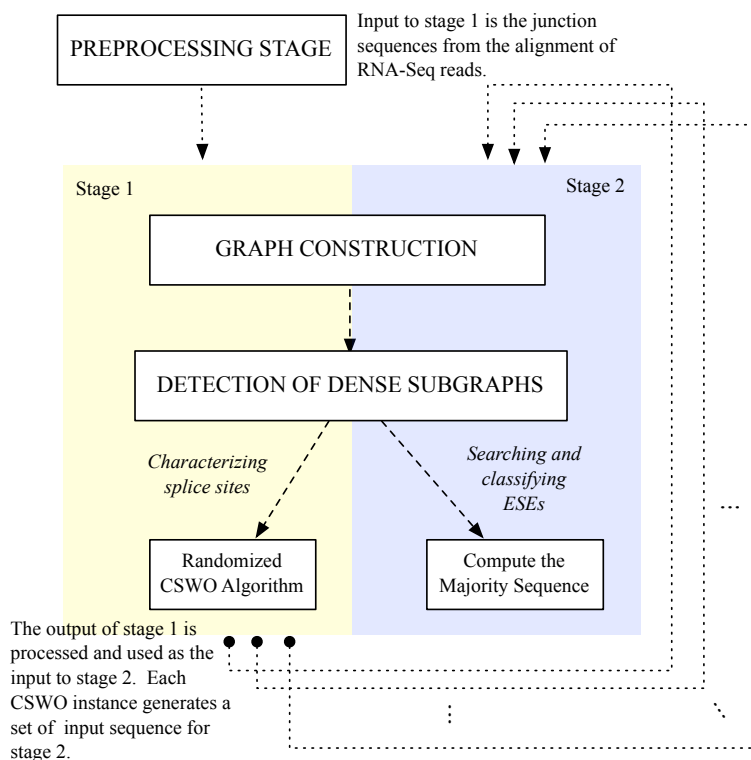 PREPROCESSING STAGE
Input to stage 1 is the junction
sequences from the alignment of
RNA-Seq reads.
Stage 1
Stage 2
GRAPH CONSTRUCTION
DETECTION OF DENSE SUBGRAPHS
Characterizing
splice sites
Searching and
classifying
ESEs
Randomized
CSWO Algorithm
Compute the
Majority Sequence
The output of stage 1 is
processed and used as the
input to stage 2. Each
CSWO instance generates a
set of input sequence for
stage 2.